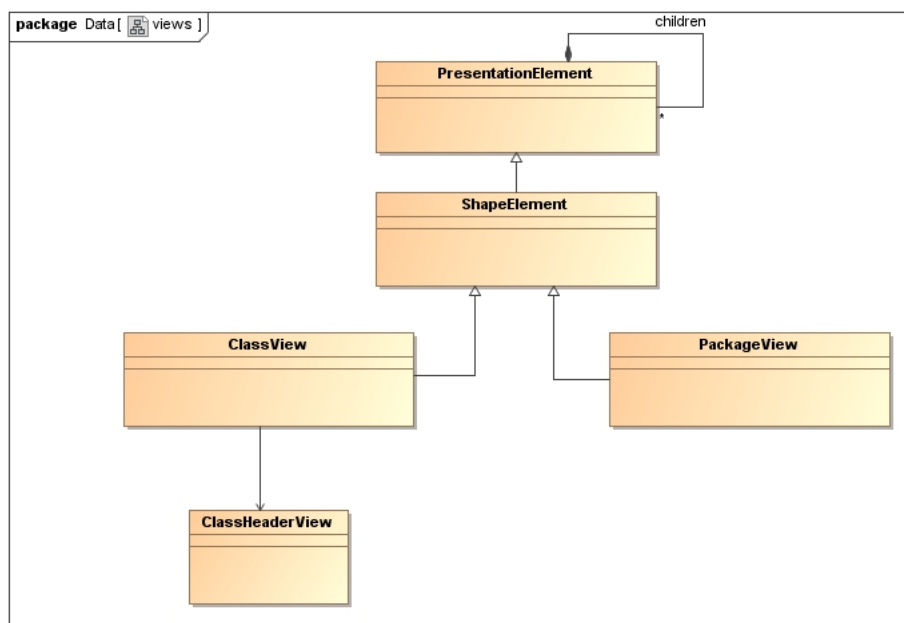 package Data[ views ]
children
PresentationElement
*
ShapeElement
ClassView
PackageView
ClassHeaderView